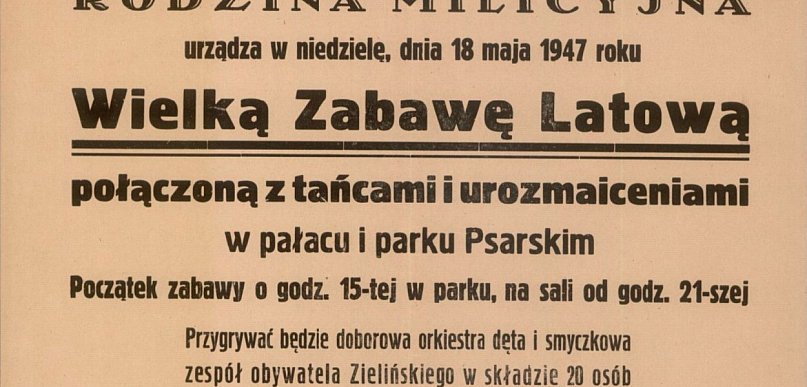 RODZINA MILICYJNA
urządza w niedzielę, dnia 18 maja 1947 roku
Wielką Zabawę Latową
połączoną z tańcami i urozmaiceniami
w pałacu i parku Psarskim
Początek zabawy o godz. 15-tej w parku, na sali od godz. 21-szej
Przygrywać będzie doborowa orkiestra dęta i smyczkowa
zespół obywatela Zielińskiego w składzie 20 osób